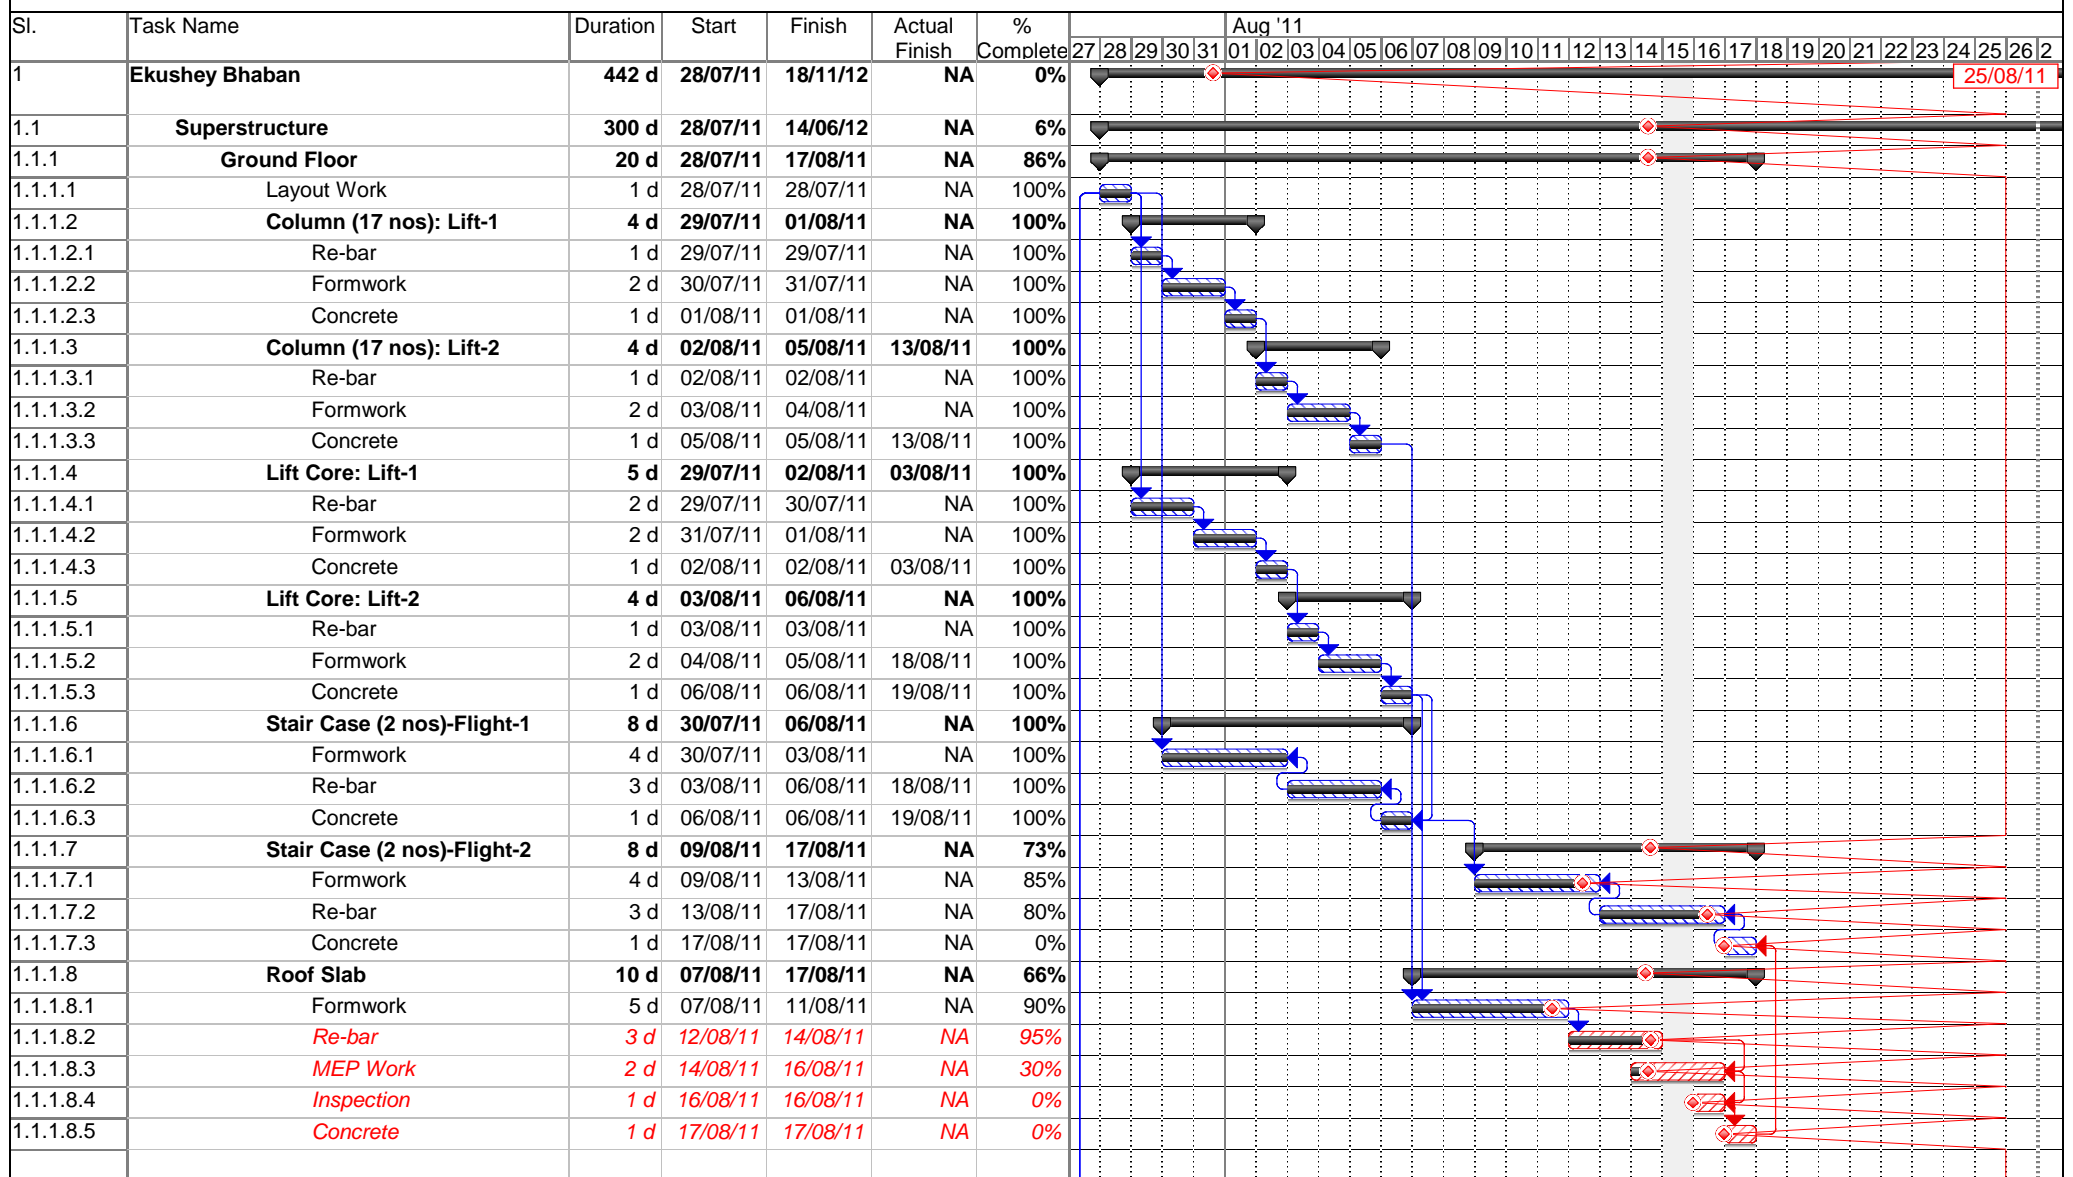 Sl. Task Name Duration Start Finish Actual Finish % Complete Aug '11
27 28 29 30 31 01 02 03 04 05 06 07 08 09 10 11 12 13 14 15 16 17 18 19 20 21 22 23 24 25 26 2
1 Ekushey Bhaban 442 d 28/07/11 18/11/12 NA 0% 25/08/11
1.1 Superstructure 300 d 28/07/11 14/06/12 NA 6%
1.1.1 Ground Floor 20 d 28/07/11 17/08/11 NA 86%
1.1.1.1 Layout Work 1 d 28/07/11 28/07/11 NA 100%
1.1.1.2 Column (17 nos): Lift-1 4 d 29/07/11 01/08/11 NA 100%
1.1.1.2.1 Re-bar 1 d 29/07/11 29/07/11 NA 100%
1.1.1.2.2 Formwork 2 d 30/07/11 31/07/11 NA 100%
1.1.1.2.3 Concrete 1 d 01/08/11 01/08/11 NA 100%
1.1.1.3 Column (17 nos): Lift-2 4 d 02/08/11 05/08/11 13/08/11 100%
1.1.1.3.1 Re-bar 1 d 02/08/11 02/08/11 NA 100%
1.1.1.3.2 Formwork 2 d 03/08/11 04/08/11 NA 100%
1.1.1.3.3 Concrete 1 d 05/08/11 05/08/11 13/08/11 100%
1.1.1.4 Lift Core: Lift-1 5 d 29/07/11 02/08/11 03/08/11 100%
1.1.1.4.1 Re-bar 2 d 29/07/11 30/07/11 NA 100%
1.1.1.4.2 Formwork 2 d 31/07/11 01/08/11 NA 100%
1.1.1.4.3 Concrete 1 d 02/08/11 02/08/11 03/08/11 100%
1.1.1.5 Lift Core: Lift-2 4 d 03/08/11 06/08/11 NA 100%
1.1.1.5.1 Re-bar 1 d 03/08/11 03/08/11 NA 100%
1.1.1.5.2 Formwork 2 d 04/08/11 05/08/11 18/08/11 100%
1.1.1.5.3 Concrete 1 d 06/08/11 06/08/11 19/08/11 100%
1.1.1.6 Stair Case (2 nos)-Flight-1 8 d 30/07/11 06/08/11 NA 100%
1.1.1.6.1 Formwork 4 d 30/07/11 03/08/11 NA 100%
1.1.1.6.2 Re-bar 3 d 03/08/11 06/08/11 18/08/11 100%
1.1.1.6.3 Concrete 1 d 06/08/11 06/08/11 19/08/11 100%
1.1.1.7 Stair Case (2 nos)-Flight-2 8 d 09/08/11 17/08/11 NA 73%
1.1.1.7.1 Formwork 4 d 09/08/11 13/08/11 NA 85%
1.1.1.7.2 Re-bar 3 d 13/08/11 17/08/11 NA 80%
1.1.1.7.3 Concrete 1 d 17/08/11 17/08/11 NA 0%
1.1.1.8 Roof Slab 10 d 07/08/11 17/08/11 NA 66%
1.1.1.8.1 Formwork 5 d 07/08/11 11/08/11 NA 90%
1.1.1.8.2 Re-bar 3 d 12/08/11 14/08/11 NA 95%
1.1.1.8.3 MEP Work 2 d 14/08/11 16/08/11 NA 30%
1.1.1.8.4 Inspection 1 d 16/08/11 16/08/11 NA 0%
1.1.1.8.5 Concrete 1 d 17/08/11 17/08/11 NA 0%